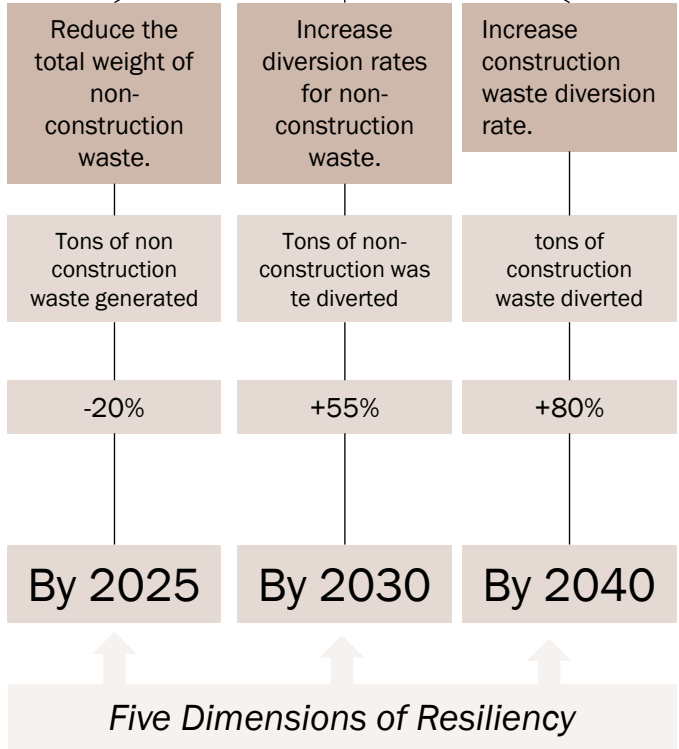 Reduce the
total weight of
non-
construction
waste.
Increase
diversion rates
for non-
construction
waste.
Increase
construction
waste diversion
rate.
Tons of non
construction
waste generated
Tons of non-
construction was
te diverted
tons of
construction
waste diverted
-20%
+55%
+80%
By 2025
By 2030
By 2040
Five Dimensions of Resiliency